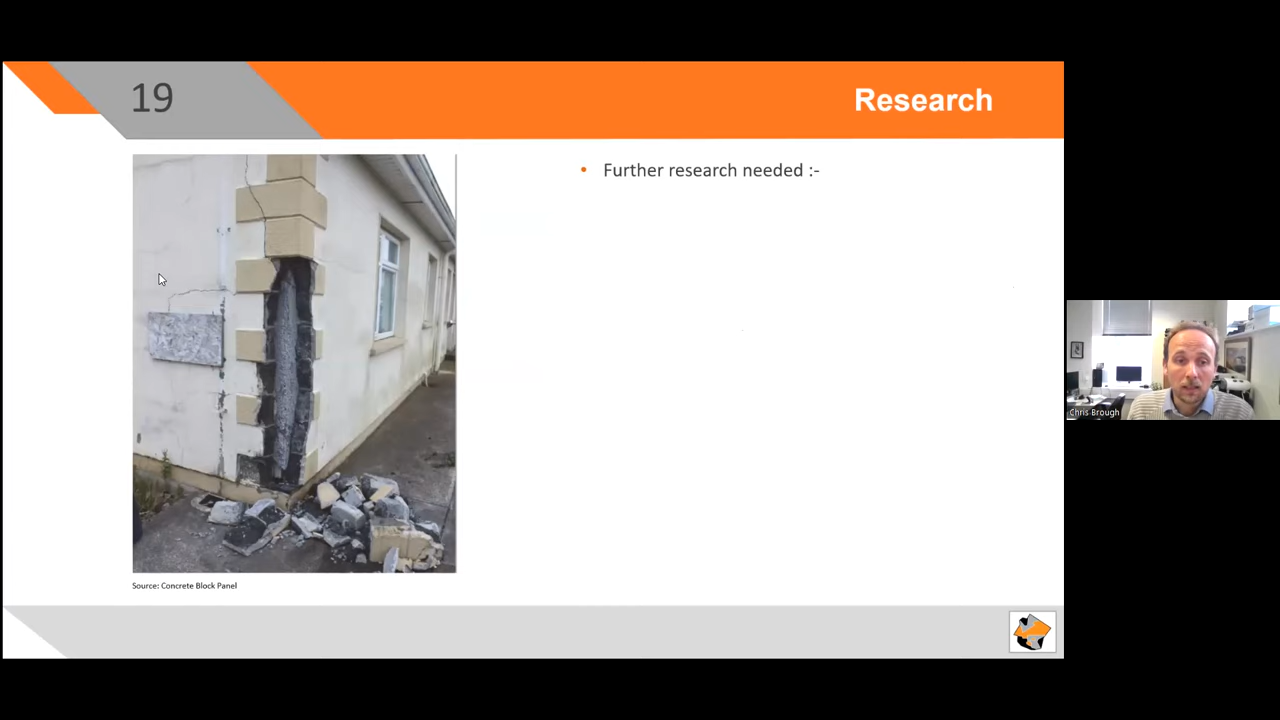 19
Research
• Further research needed :-
Source: Concrete Block Panel
Chris Brough